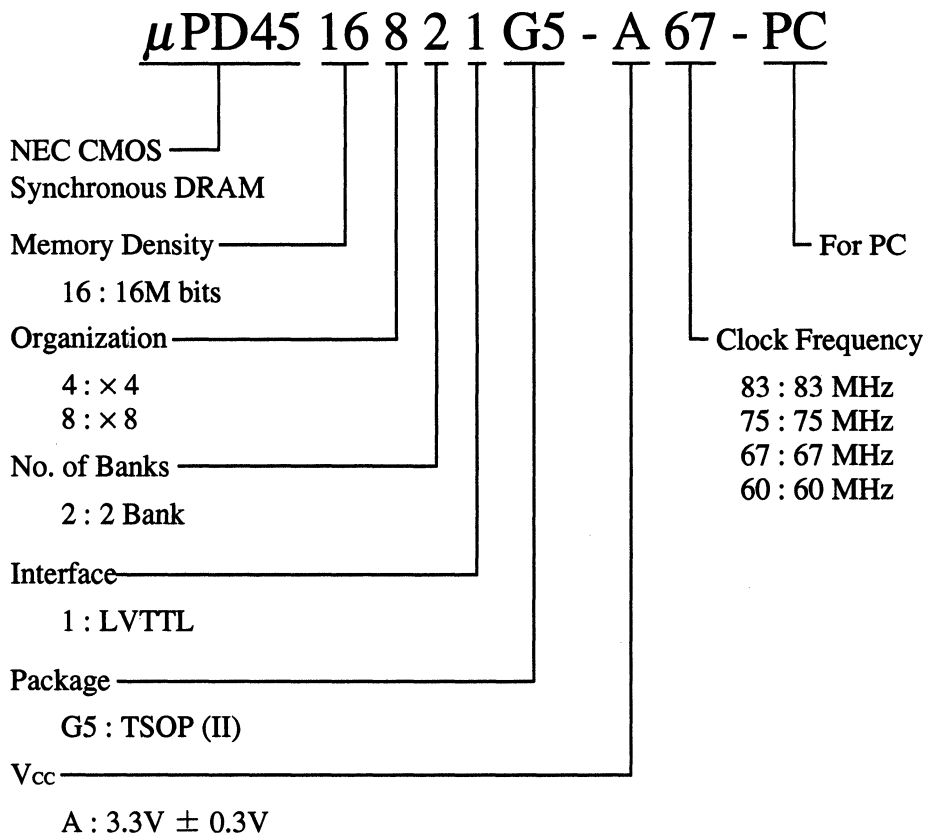 µPD45 16 8 2 1 G5 - A 67 - PC
NEC CMOS
Synchronous DRAM
Memory Density
16 : 16M bits
Organization
4 : × 4
8 : × 8
No. of Banks
2 : 2 Bank
Interface
1 : LVTTL
Package
G5 : TSOP (II)
Vcc
A : 3.3V ± 0.3V
For PC
Clock Frequency
83 : 83 MHz
75 : 75 MHz
67 : 67 MHz
60 : 60 MHz